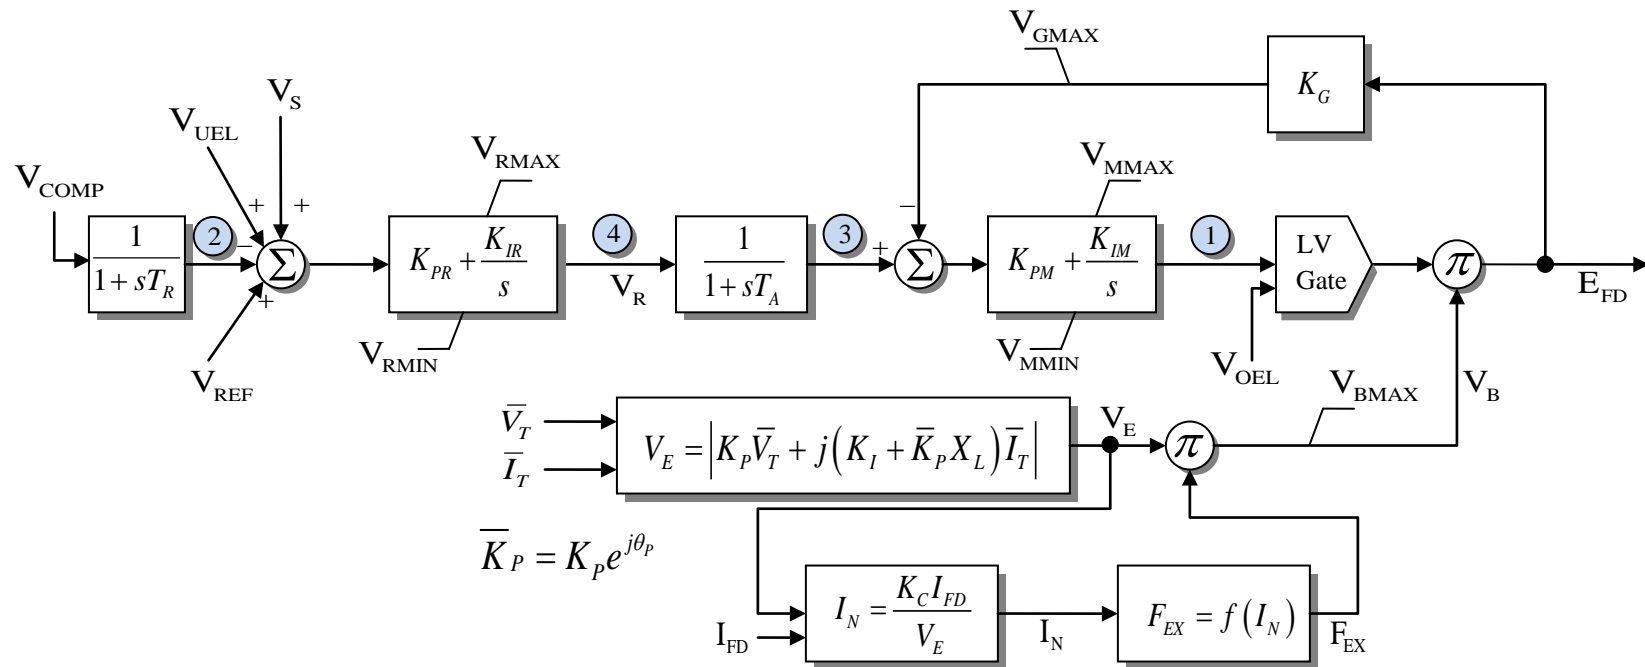 V_GMAX
K_G
V_S
V_UEL
V_COMP
V_RMAX
V_MMAX
1 / (1 + sT_R)
2
+
+
−
+
Σ
K_PR + K_IR / s
4
V_R
1 / (1 + sT_A)
3
−
+
Σ
K_PM + K_IM / s
1
LV
Gate
π
E_FD
V_RMIN
V_MMIN
V_REF
V_OEL
V_BMAX
V_B
V̄_T
Ī_T
V_E = |K_P V̄_T + j(K_I + K̄_P X_L) Ī_T|
V_E
π
K̄_P = K_P e^{jθ_P}
I_FD
I_N = K_C I_FD / V_E
I_N
F_EX = f(I_N)
F_EX